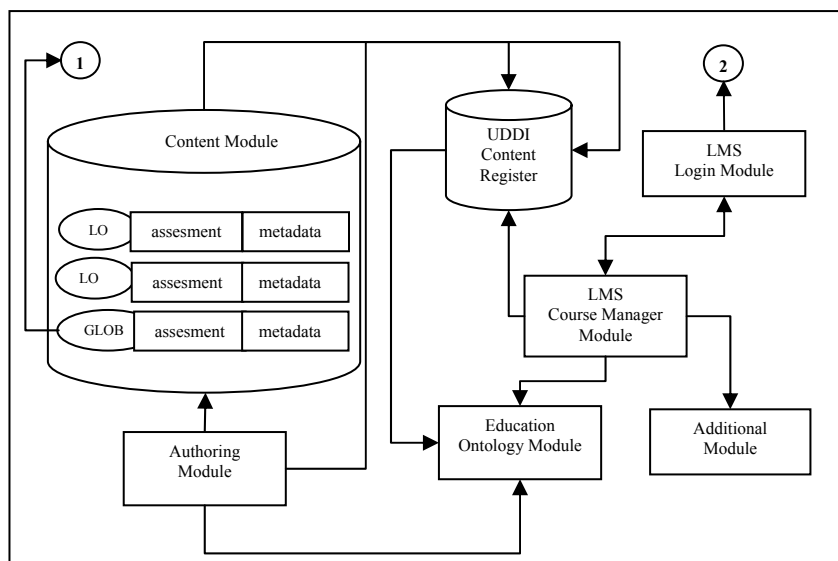 1
2
UDDI
Content
Register
Content Module
LMS
Login Module
LO
assesment
metadata
LO
assesment
metadata
GLOB
assesment
metadata
LMS
Course Manager
Module
Authoring
Module
Education
Ontology Module
Additional
Module